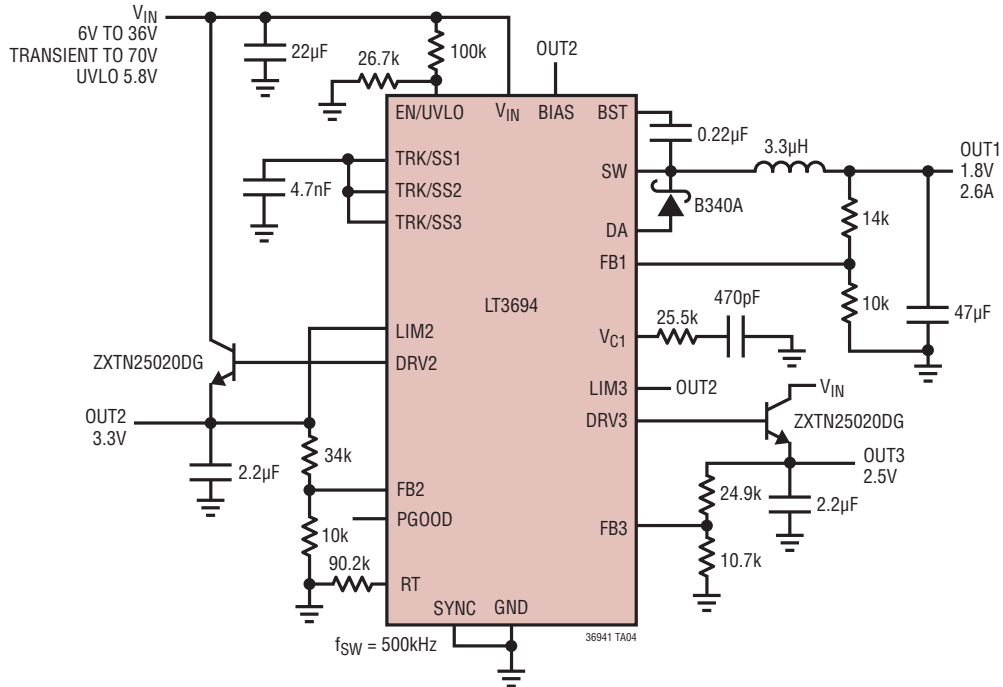 VIN
6V TO 36V
TRANSIENT TO 70V
UVLO 5.8V
22µF
26.7k
100k
OUT2
EN/UVLO
VIN
BIAS
BST
0.22µF
3.3µH
OUT1
1.8V
2.6A
TRK/SS1
TRK/SS2
TRK/SS3
4.7nF
SW
B340A
DA
14k
FB1
10k
47µF
LT3694
470pF
25.5k
VC1
LIM2
ZXTN25020DG
DRV2
LIM3
OUT2
VIN
DRV3
ZXTN25020DG
OUT2
3.3V
OUT3
2.5V
34k
2.2µF
FB2
24.9k
2.2µF
PGOOD
FB3
10k
10.7k
90.2k
RT
SYNC
GND
fSW = 500kHz
36941 TA04